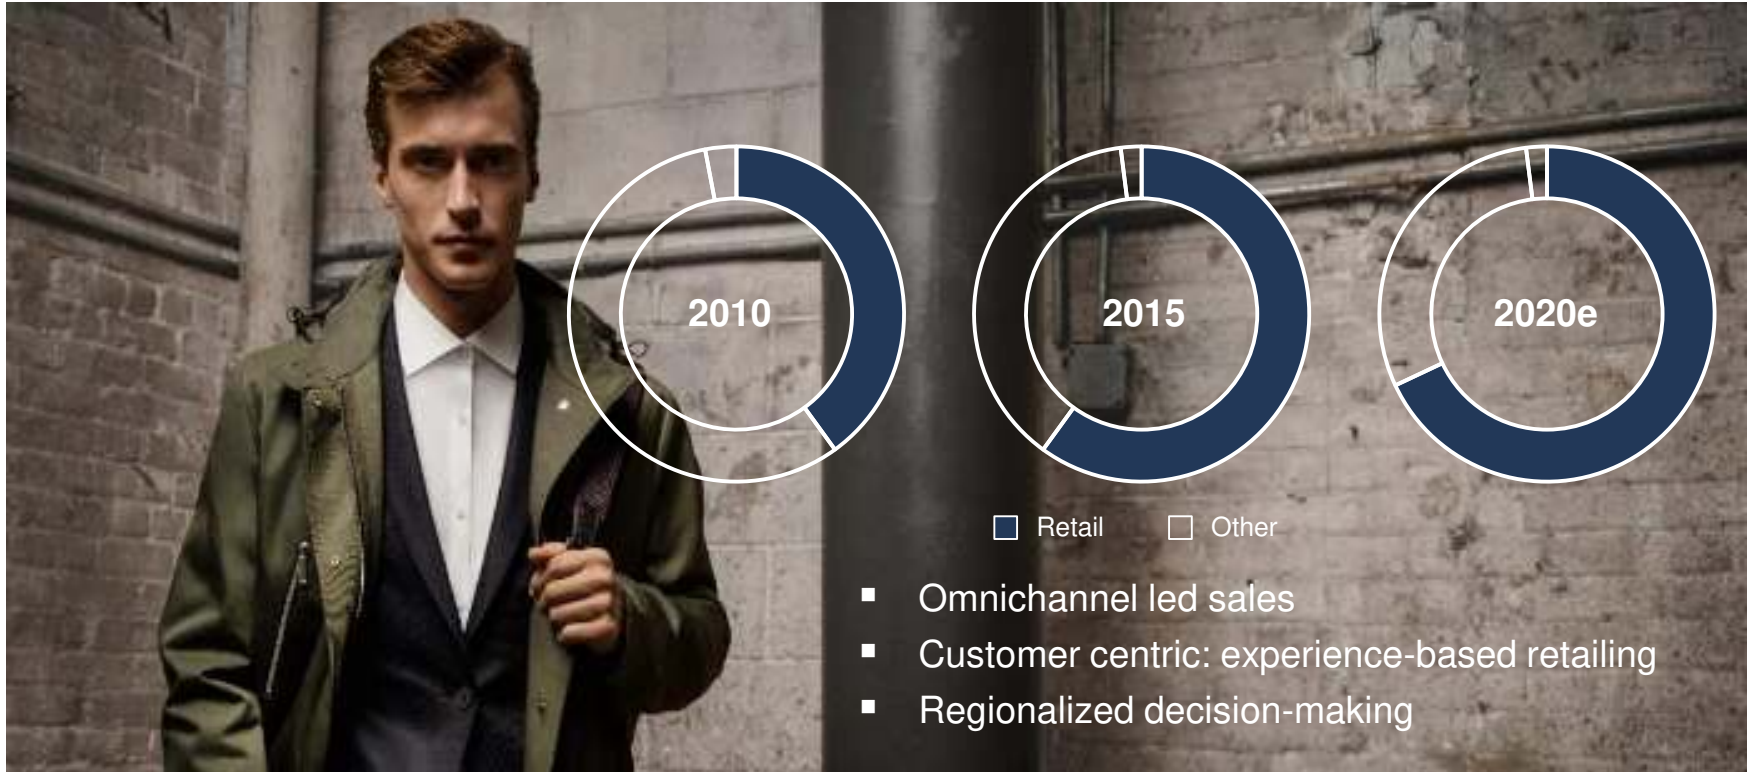 2010
2015
2020e
Retail
Other
Omnichannel led sales
Customer centric: experience-based retailing
Regionalized decision-making